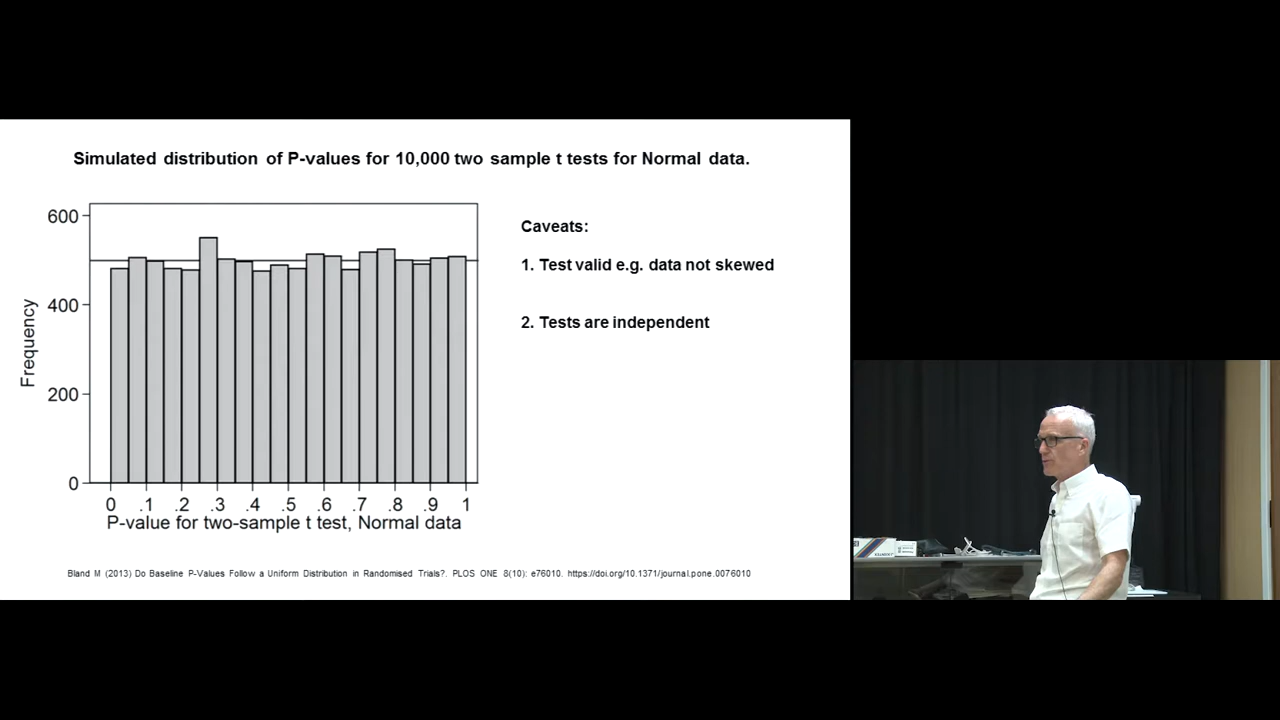 Simulated distribution of P-values for 10,000 two sample t tests for Normal data.
600
400
200
0
Frequency
0 .1 .2 .3 .4 .5 .6 .7 .8 .9 1
P-value for two-sample t test, Normal data
Caveats:
1. Test valid e.g. data not skewed
2. Tests are independent
Bland M (2013) Do Baseline P-Values Follow a Uniform Distribution in Randomised Trials?. PLOS ONE 8(10): e76010. https://doi.org/10.1371/journal.pone.0076010